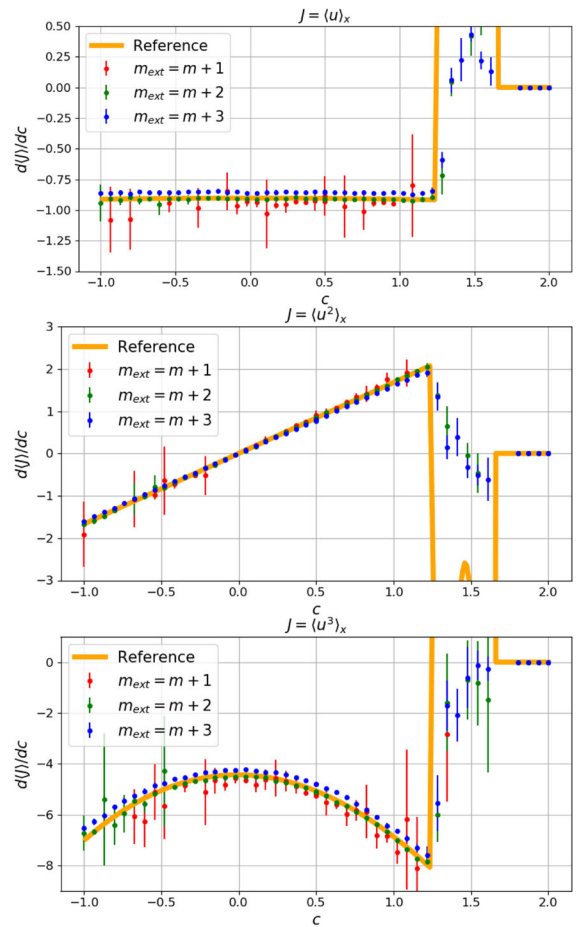 J = ⟨u⟩ₓ
0.50
0.25
0.00
−0.25
−0.50
−0.75
−1.00
−1.25
−1.50
d⟨J⟩/dc
Reference
m_ext = m + 1
m_ext = m + 2
m_ext = m + 3
−1.0 −0.5 0.0 0.5 1.0 1.5 2.0
c
J = ⟨u²⟩ₓ
3
2
1
0
−1
−2
−3
d⟨J⟩/dc
Reference
m_ext = m + 1
m_ext = m + 2
m_ext = m + 3
−1.0 −0.5 0.0 0.5 1.0 1.5 2.0
c
J = ⟨u³⟩ₓ
0
−2
−4
−6
−8
d⟨J⟩/dc
Reference
m_ext = m + 1
m_ext = m + 2
m_ext = m + 3
−1.0 −0.5 0.0 0.5 1.0 1.5 2.0
c